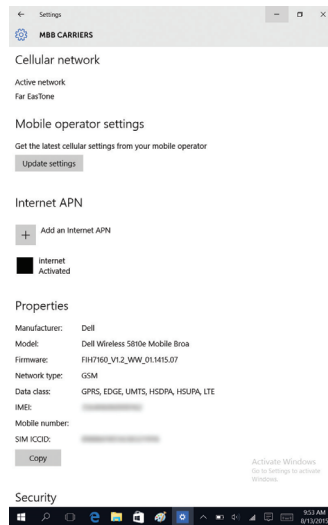 Settings
MBB CARRIERS
Cellular network
Active network
Far EasTone
Mobile operator settings
Get the latest cellular settings from your mobile operator
Update settings
Internet APN
Add an Internet APN
internet
Activated
Properties
Manufacturer: Dell
Model: Dell Wireless 5810e Mobile Broa
Firmware: FIH7160_V1.2_WW_01.1415.07
Network type: GSM
Data class: GPRS, EDGE, UMTS, HSDPA, HSUPA, LTE
IMEI:
Mobile number:
SIM ICCID:
Copy
Activate Windows
Go to Settings to activate
Windows.
Security
9:53 AM
8/13/2015